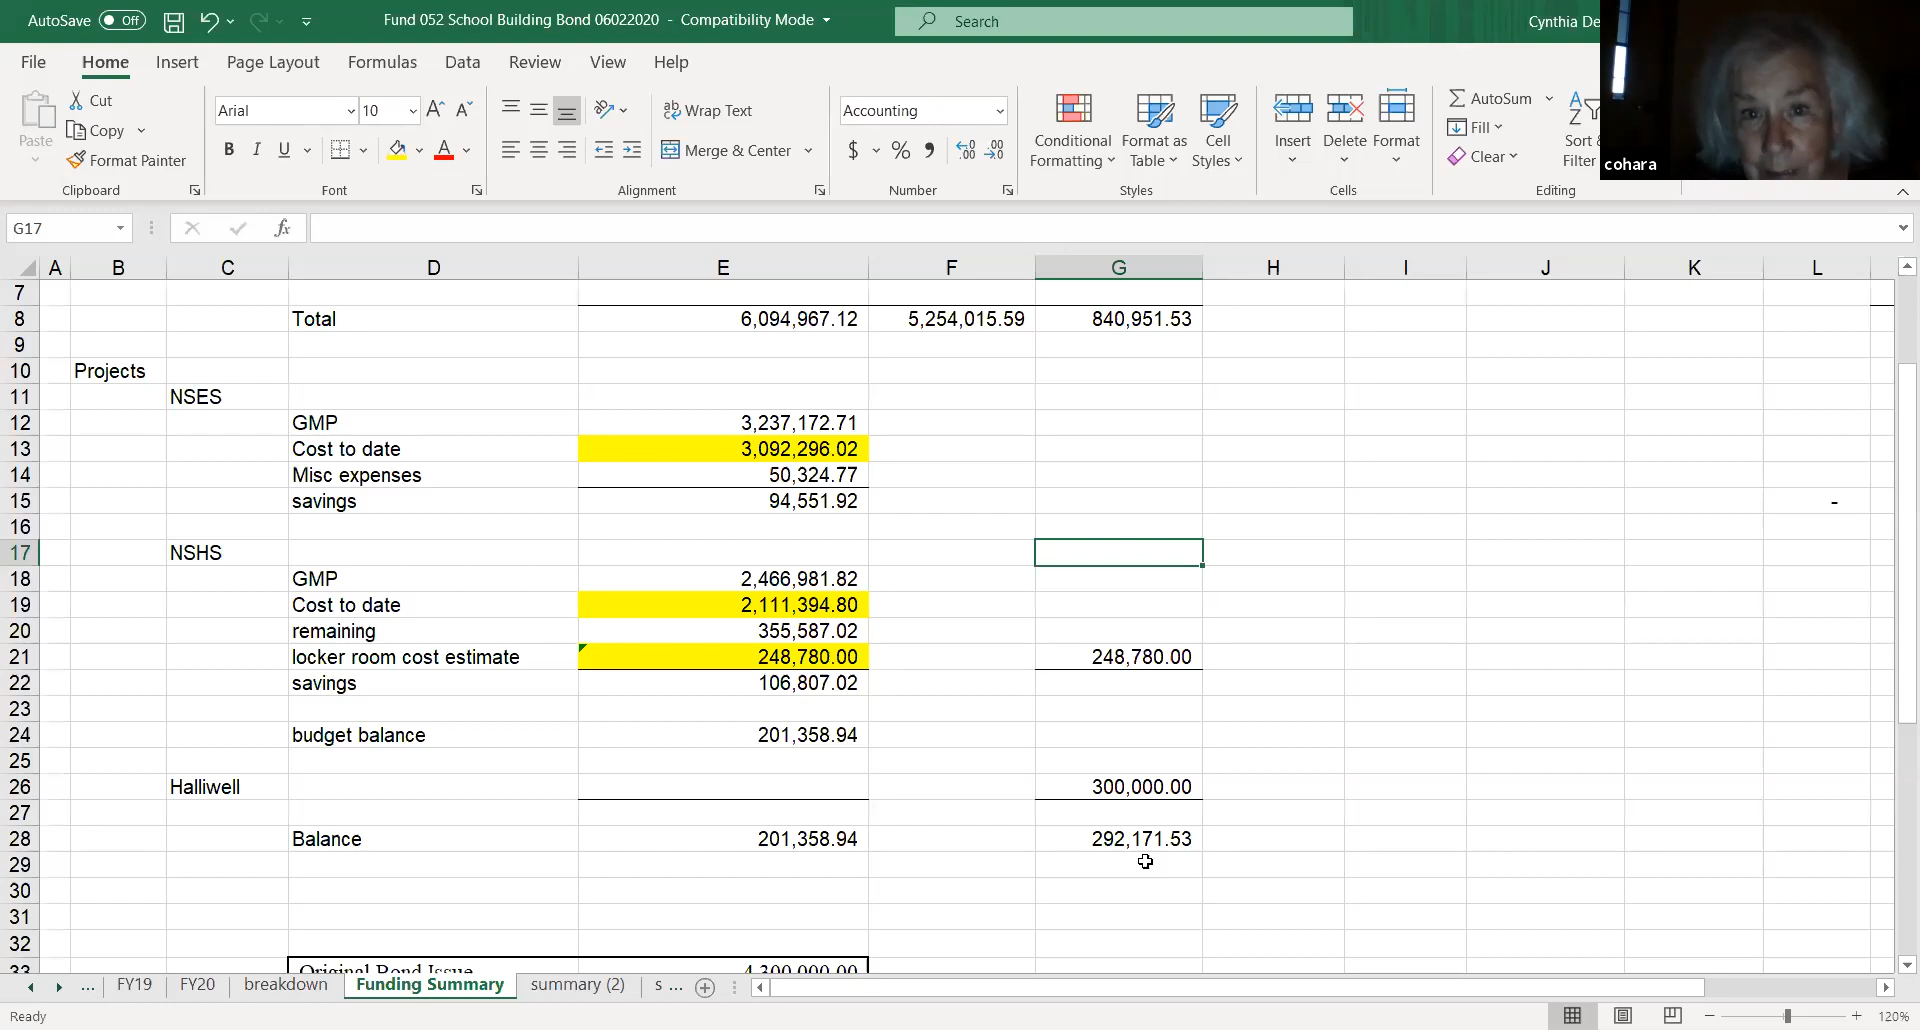 AutoSave Off Fund 052 School Building Bond 06022020 - Compatibility Mode Search Cynthia De
File Home Insert Page Layout Formulas Data Review View Help
Cut
Copy
Paste
Format Painter
Clipboard
Arial 10
B I U A
Font
Wrap Text
Merge & Center
Alignment
Accounting
$ % 9
Number
Conditional Formatting
Format as Table
Cell Styles
Styles
Insert Delete Format
Cells
AutoSum
Fill
Clear
Sort &
Filter
Editing
cohara
G17 fx
A B C D E F G H I J K L
7
8 Total 6,094,967.12 5,254,015.59 840,951.53
9
10 Projects
11 NSES
12 GMP 3,237,172.71
13 Cost to date 3,092,296.02
14 Misc expenses 50,324.77
15 savings 94,551.92 -
16
17 NSHS
18 GMP 2,466,981.82
19 Cost to date 2,111,394.80
20 remaining 355,587.02
21 locker room cost estimate 248,780.00 248,780.00
22 savings 106,807.02
23
24 budget balance 201,358.94
25
26 Halliwell 300,000.00
27
28 Balance 201,358.94 292,171.53
29
30
31
32
33 Original Bond Issue 4,300,000.00
... FY19 FY20 breakdown Funding Summary summary (2) s ...
Ready 120%